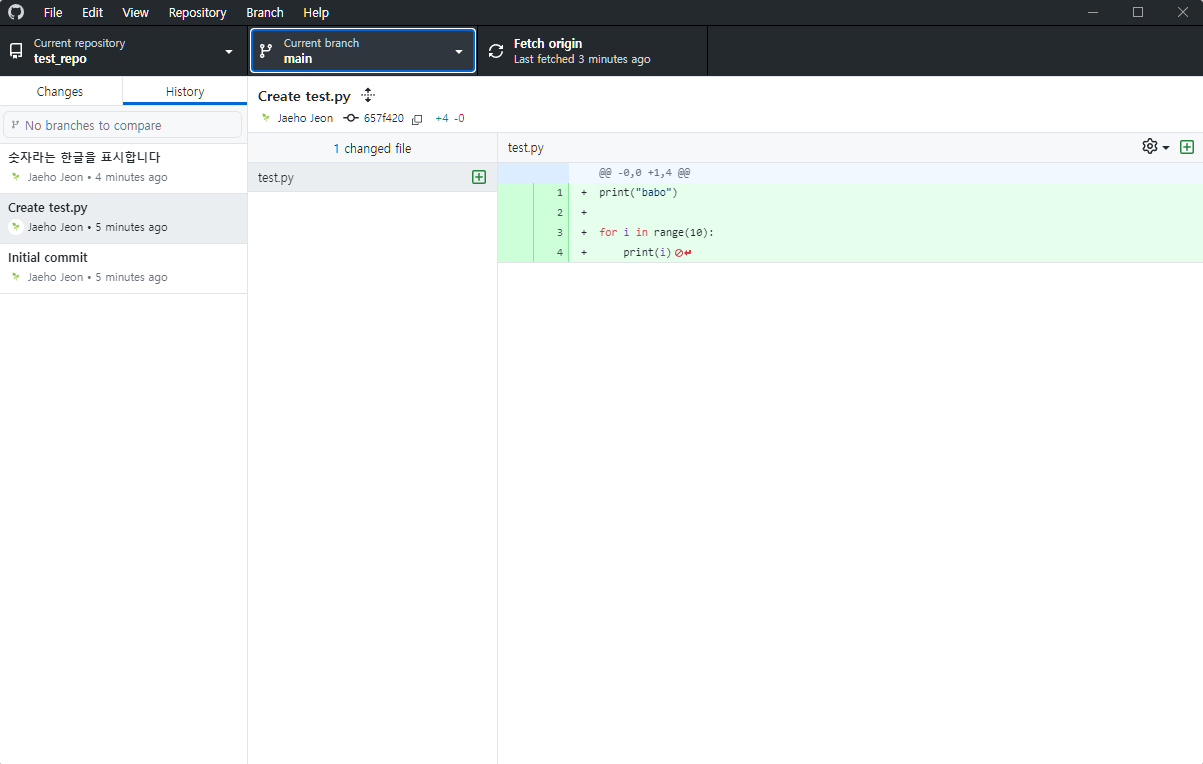 File Edit View Repository Branch Help
Current repository
test_repo
Current branch
main
Fetch origin
Last fetched 3 minutes ago
Changes History
No branches to compare
숫자라는 한글을 표시합니다
Jaeho Jeon • 4 minutes ago
Create test.py
Jaeho Jeon • 5 minutes ago
Initial commit
Jaeho Jeon • 5 minutes ago
Create test.py
Jaeho Jeon 657f420 +4 -0
1 changed file
test.py
test.py
@@ -0,0 +1,4 @@
1 + print("babo")
2 +
3 + for i in range(10):
4 + print(i)